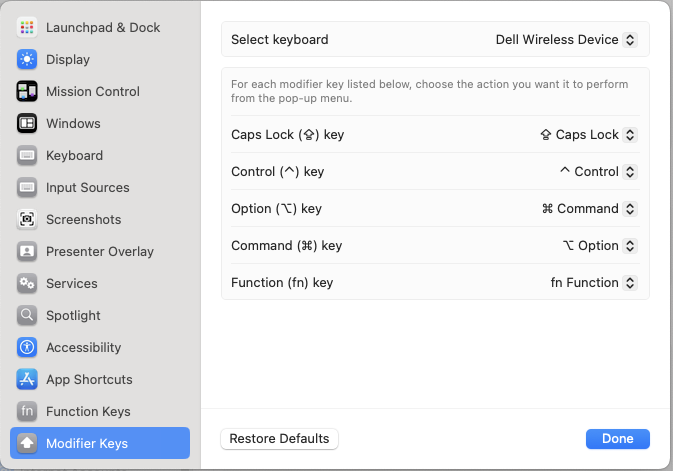 Launchpad & Dock
Display
Mission Control
Windows
Keyboard
Input Sources
Screenshots
Presenter Overlay
Services
Spotlight
Accessibility
App Shortcuts
fn Function Keys
Modifier Keys
Select keyboard Dell Wireless Device
For each modifier key listed below, choose the action you want it to perform
from the pop-up menu.
Caps Lock (⇪) key ⇪ Caps Lock
Control (^) key ^ Control
Option (⌥) key ⌘ Command
Command (⌘) key ⌥ Option
Function (fn) key fn Function
Restore Defaults Done